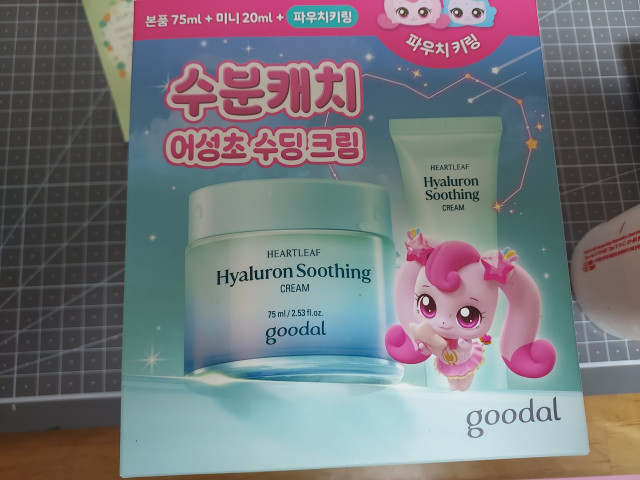 본품 75ml + 미니 20ml + 파우치키링
파우치 키링
수분캐치
어성초 수딩 크림
HEARTLEAF
Hyaluron Soothing
CREAM
75 ml / 2.53 fl.oz.
goodal
HEARTLEAF
Hyaluron
Soothing
CREAM
goodal